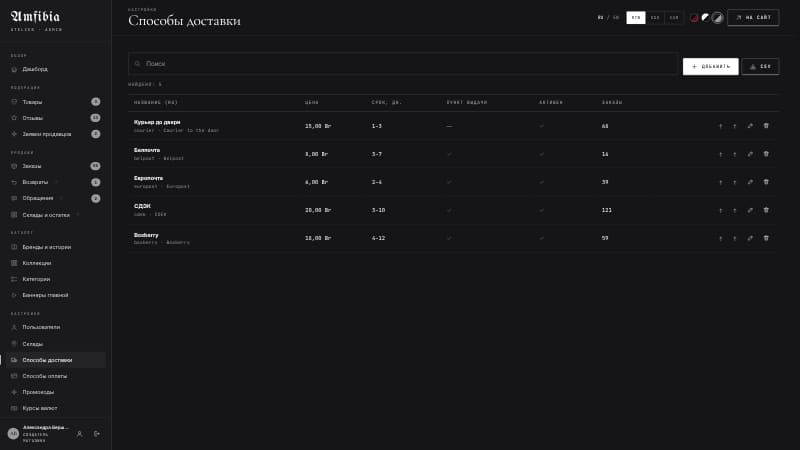 Amfibia
ATELIER · ADMIN
ОБЗОР
Дашборд
МОДЕРАЦИЯ
Товары
Отзывы
Заявки продавцов
ПРОДАЖИ
Заказы
Возвраты
Обращения
Склады и остатки
КАТАЛОГ
Бренды и истории
Коллекции
Категории
Баннеры главной
НАСТРОЙКИ
Пользователи
Склады
Способы доставки
Способы оплаты
Промокоды
Курсы валют
Александра Верш…
СОЗДАТЕЛЬ МАГАЗИНА
НАСТРОЙКИ
Способы доставки
RU / EN
BYN USD EUR
НА САЙТ
Поиск
ДОБАВИТЬ
CSV
НАЙДЕНО: 5
НАЗВАНИЕ (RU) ЦЕНА СРОК, ДН. ПУНКТ ВЫДАЧИ АКТИВЕН ЗАКАЗЫ
Курьер до двери 15,00 Br 1–3 — ✓ 68
courier · Courier to the door
Белпочта 8,00 Br 3–7 ✓ ✓ 14
belpost · Belpost
Европочта 6,00 Br 2–4 ✓ ✓ 39
europost · Europost
СДЭК 20,00 Br 3–10 ✓ ✓ 121
cdek · CDEK
Boxberry 18,00 Br 4–12 ✓ ✓ 59
boxberry · Boxberry